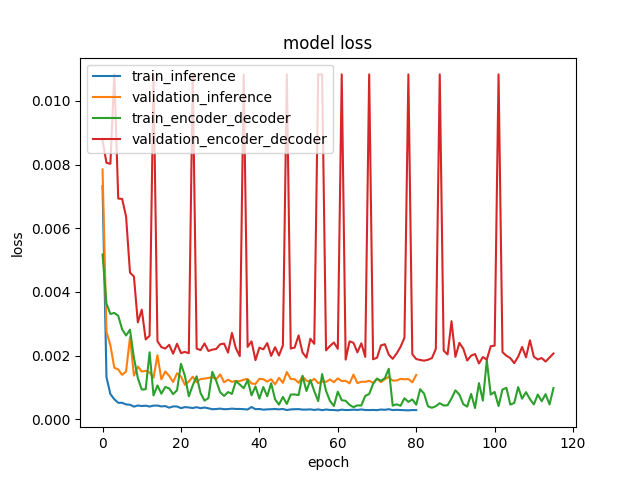 model loss
train_inference
validation_inference
train_encoder_decoder
validation_encoder_decoder
loss
0.010
0.008
0.006
0.004
0.002
0.000
0 20 40 60 80 100 120
epoch